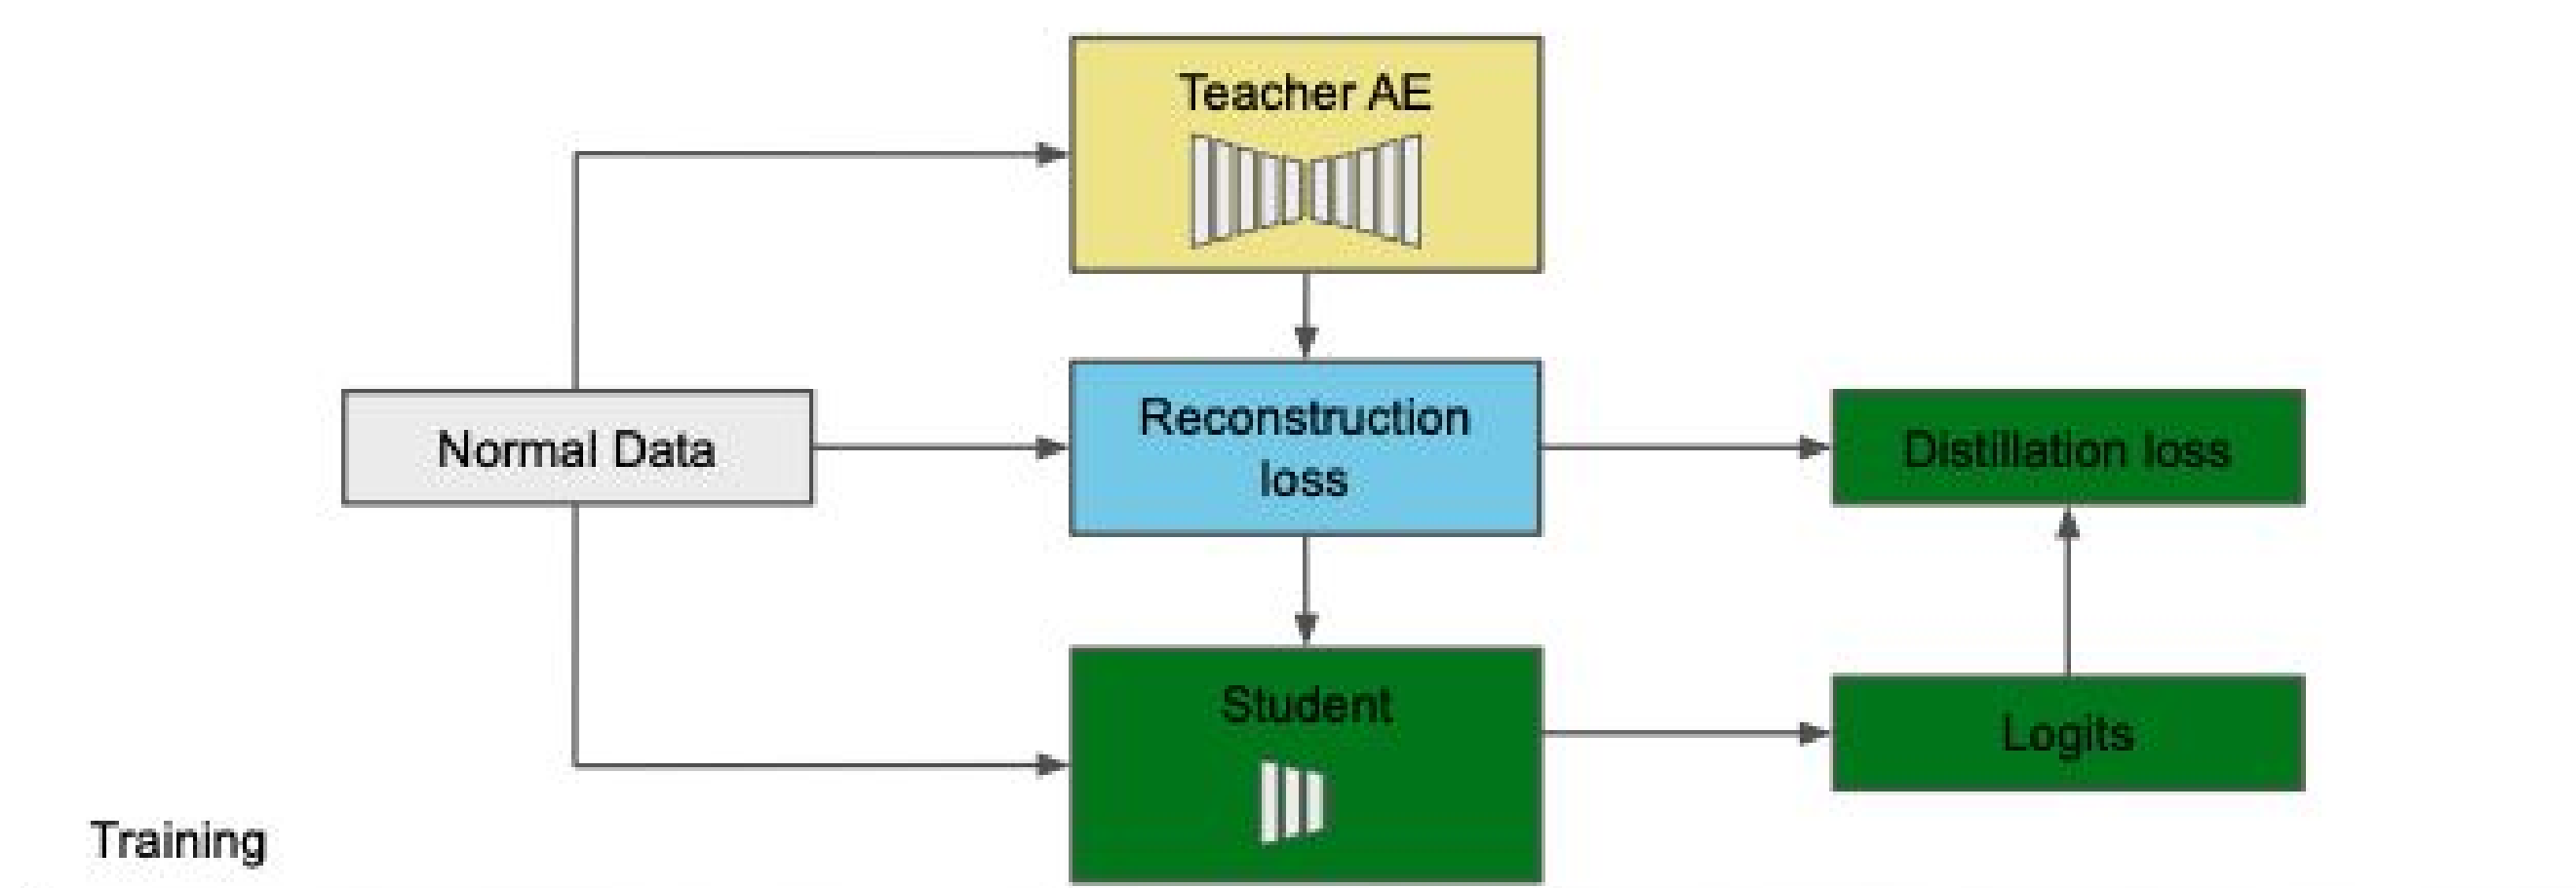 Teacher AE
Normal Data
Reconstruction
loss
Distillation loss
Student
Logits
Training